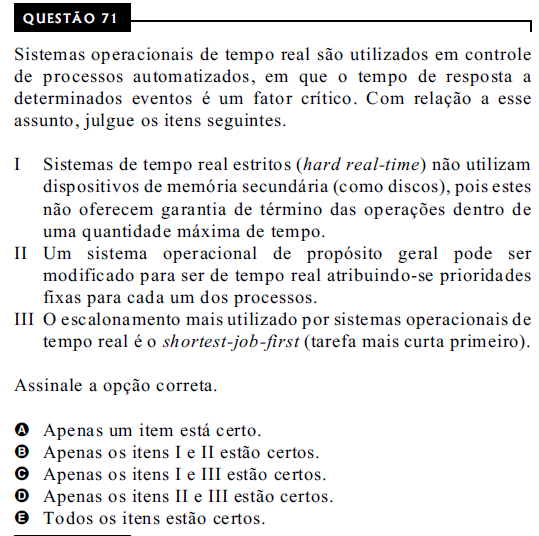 QUESTÃO 71
Sistemas operacionais de tempo real são utilizados em controle
de processos automatizados, em que o tempo de resposta a
determinados eventos é um fator crítico. Com relação a esse
assunto, julgue os itens seguintes.
I Sistemas de tempo real estritos (hard real-time) não utilizam
dispositivos de memória secundária (como discos), pois estes
não oferecem garantia de término das operações dentro de
uma quantidade máxima de tempo.
II Um sistema operacional de propósito geral pode ser
modificado para ser de tempo real atribuindo-se prioridades
fixas para cada um dos processos.
III O escalonamento mais utilizado por sistemas operacionais de
tempo real é o shortest-job-first (tarefa mais curta primeiro).
Assinale a opção correta.
A Apenas um item está certo.
B Apenas os itens I e II estão certos.
C Apenas os itens I e III estão certos.
D Apenas os itens II e III estão certos.
E Todos os itens estão certos.